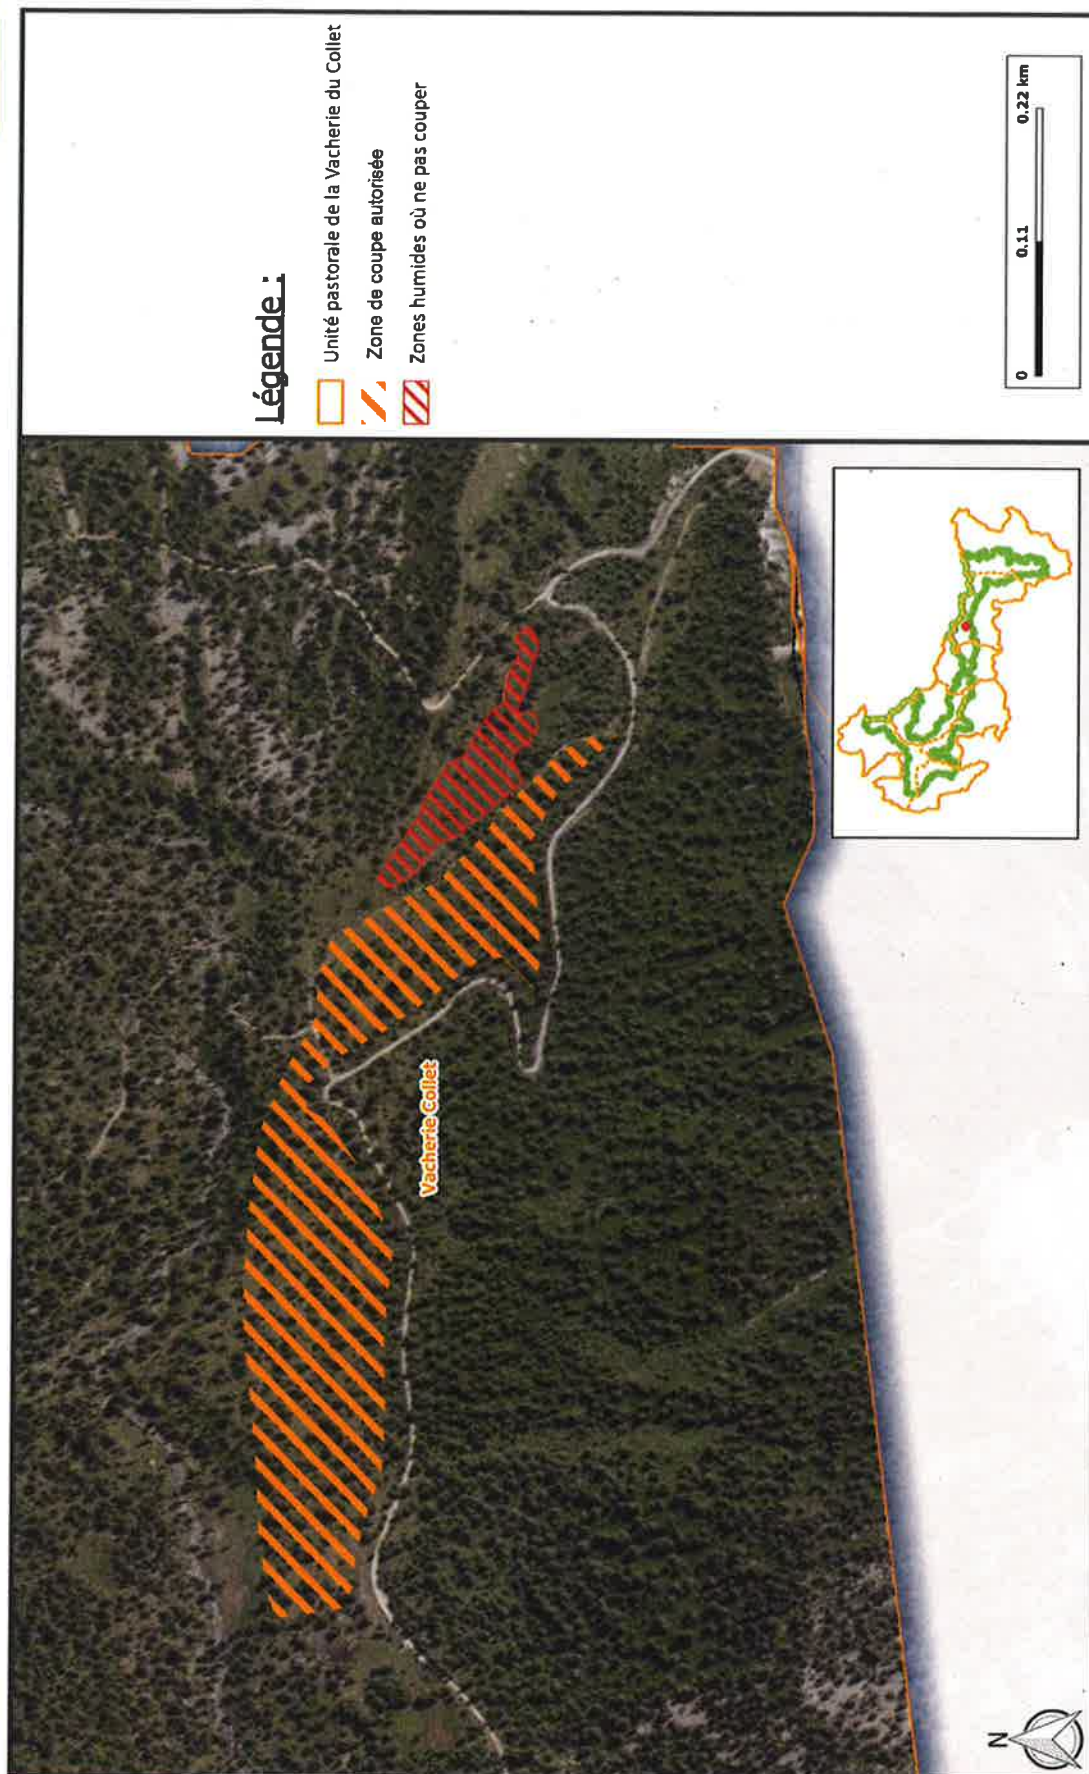 Légende :
Unité pastorale de la Vacherie du Collet
Zone de coupe autorisée
Zones humides où ne pas couper
Vacherie Collet
0 0.11 0.22 km
N